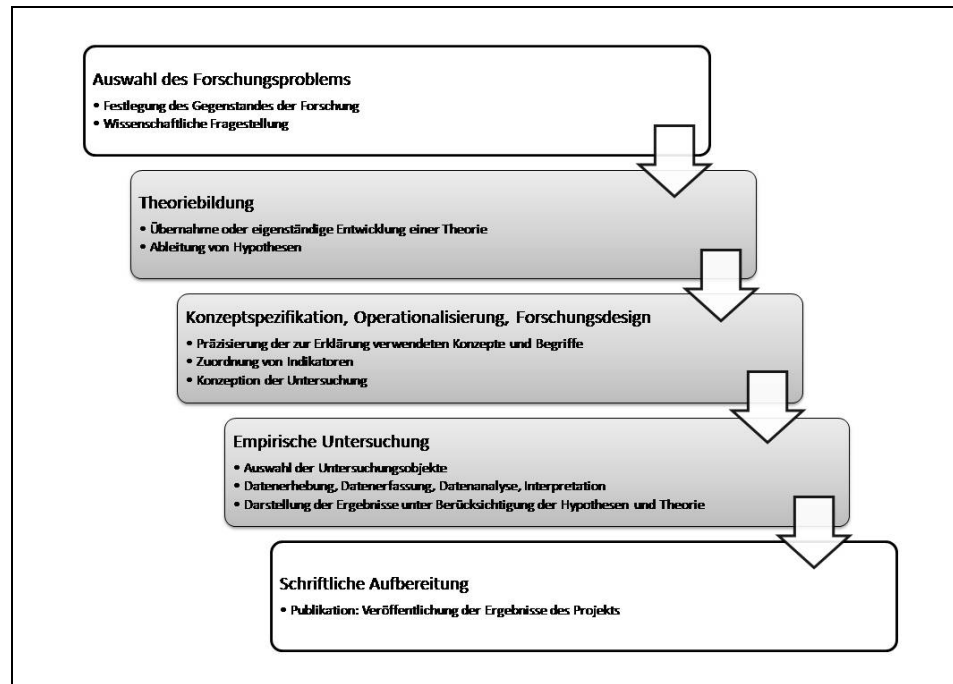 Auswahl des Forschungsproblems
• Festlegung des Gegenstandes der Forschung
• Wissenschaftliche Fragestellung
Theoriebildung
• Übernahme oder eigenständige Entwicklung einer Theorie
• Ableitung von Hypothesen
Konzeptspezifikation, Operationalisierung, Forschungsdesign
• Präzisierung der zur Erklärung verwendeten Konzepte und Begriffe
• Zuordnung von Indikatoren
• Konzeption der Untersuchung
Empirische Untersuchung
• Auswahl der Untersuchungsobjekte
• Datenerhebung, Datenerfassung, Datenanalyse, Interpretation
• Darstellung der Ergebnisse unter Berücksichtigung der Hypothesen und Theorie
Schriftliche Aufbereitung
• Publikation: Veröffentlichung der Ergebnisse des Projekts